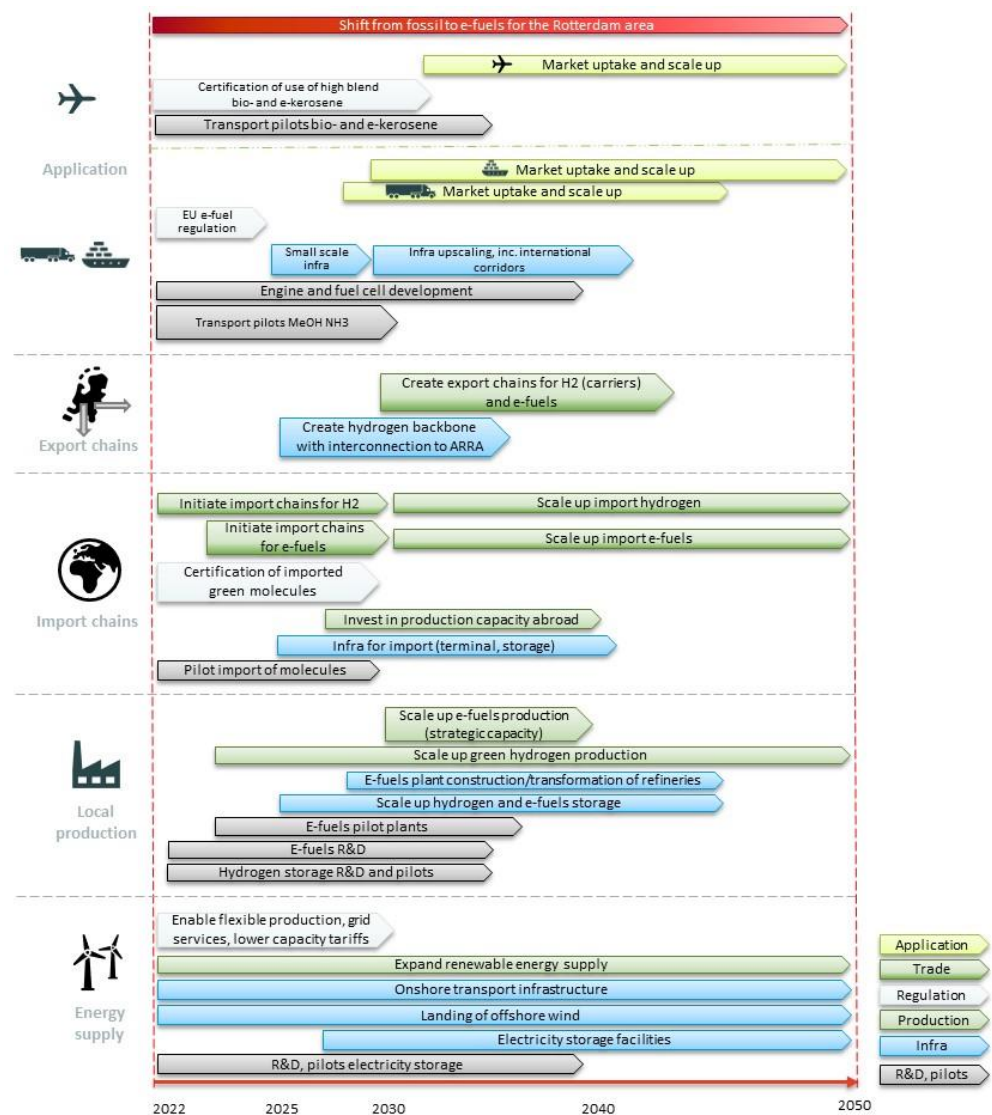 Shift from fossil to e-fuels for the Rotterdam area
Market uptake and scale up
Certification of use of high blend
bio- and e-kerosene
Transport pilots bio- and e-kerosene
Application
Market uptake and scale up
Market uptake and scale up
EU e-fuel
regulation
Small scale
infra
Infra upscaling, inc. international
corridors
Engine and fuel cell development
Transport pilots MeOH NH3
Create export chains for H2 (carriers)
and e-fuels
Create hydrogen backbone
with interconnection to ARRA
Export chains
Initiate import chains for H2
Scale up import hydrogen
Initiate import chains
for e-fuels
Scale up import e-fuels
Certification of imported
green molecules
Import chains
Invest in production capacity abroad
Infra for import (terminal, storage)
Pilot import of molecules
Scale up e-fuels production
(strategic capacity)
Scale up green hydrogen production
E-fuels plant construction/transformation of refineries
Scale up hydrogen and e-fuels storage
Local
production
E-fuels pilot plants
E-fuels R&D
Hydrogen storage R&D and pilots
Enable flexible production, grid
services, lower capacity tariffs
Expand renewable energy supply
Onshore transport infrastructure
Landing of offshore wind
Energy
supply
Electricity storage facilities
R&D, pilots electricity storage
2022
2025
2030
2040
2050
Application
Trade
Regulation
Production
Infra
R&D, pilots